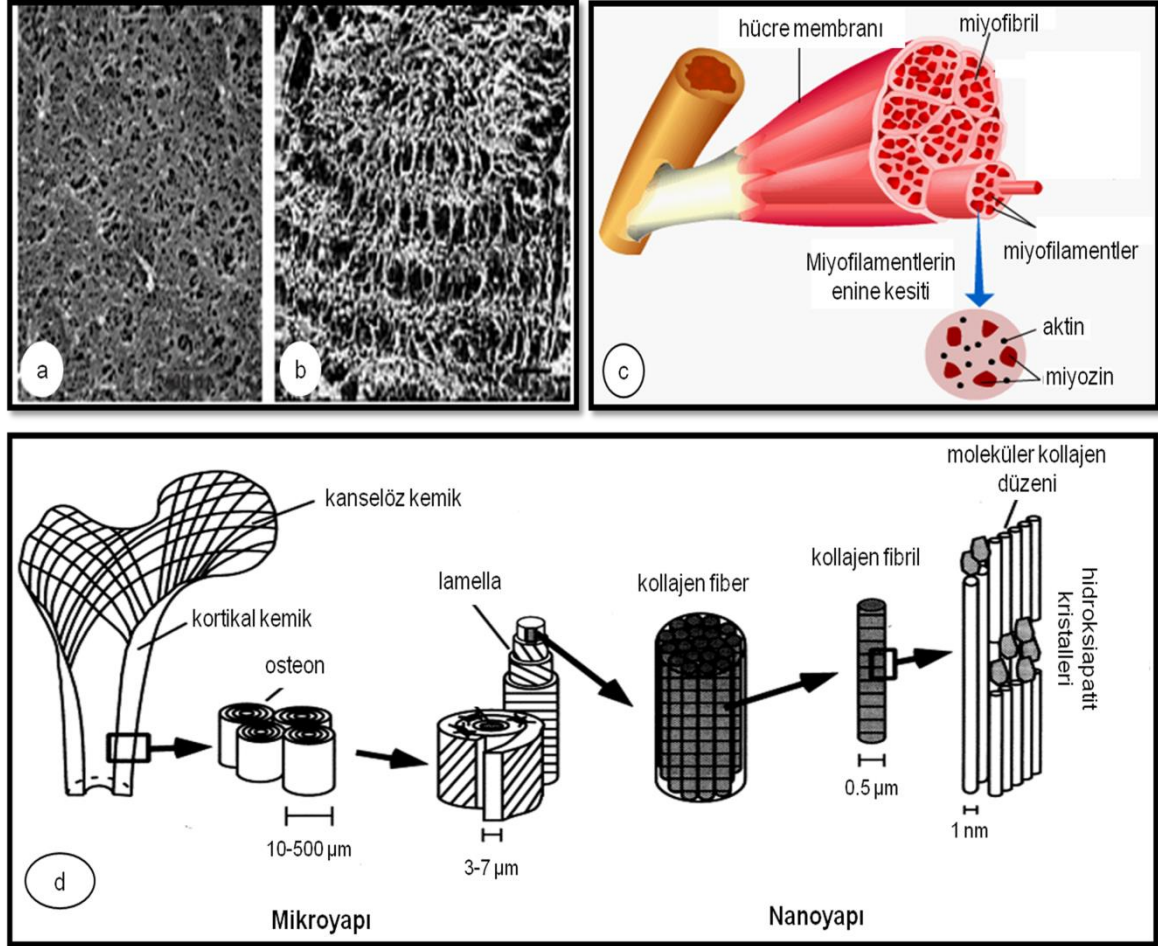 a
b
hücre membranı
miyofibril
miyofilamentler
Miyofilamentlerin
enine kesiti
aktin
miyozin
c
kanselöz kemik
kortikal kemik
osteon
10-500 µm
lamella
3-7 µm
kollajen fiber
kollajen fibril
0.5 µm
moleküler kollajen
düzeni
hidroksiapatit
kristalleri
1 nm
d
Mikroyapı
Nanoyapı